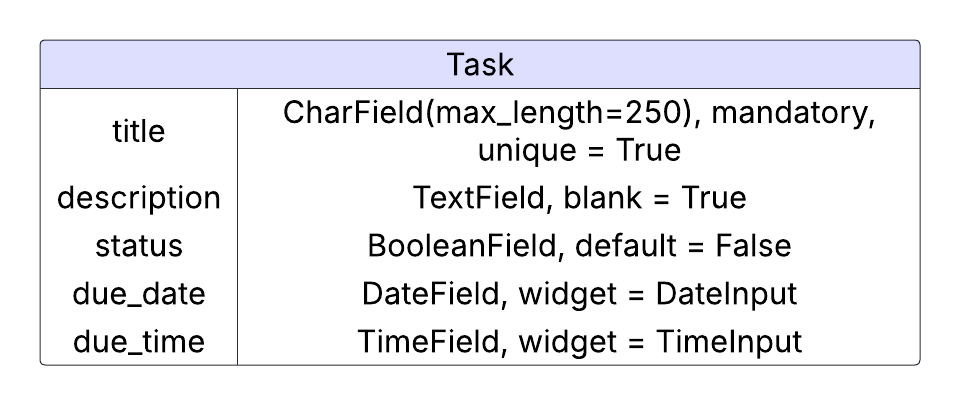 Task
title
CharField(max_length=250), mandatory,
unique = True
description
TextField, blank = True
status
BooleanField, default = False
due_date
DateField, widget = DateInput
due_time
TimeField, widget = TimeInput